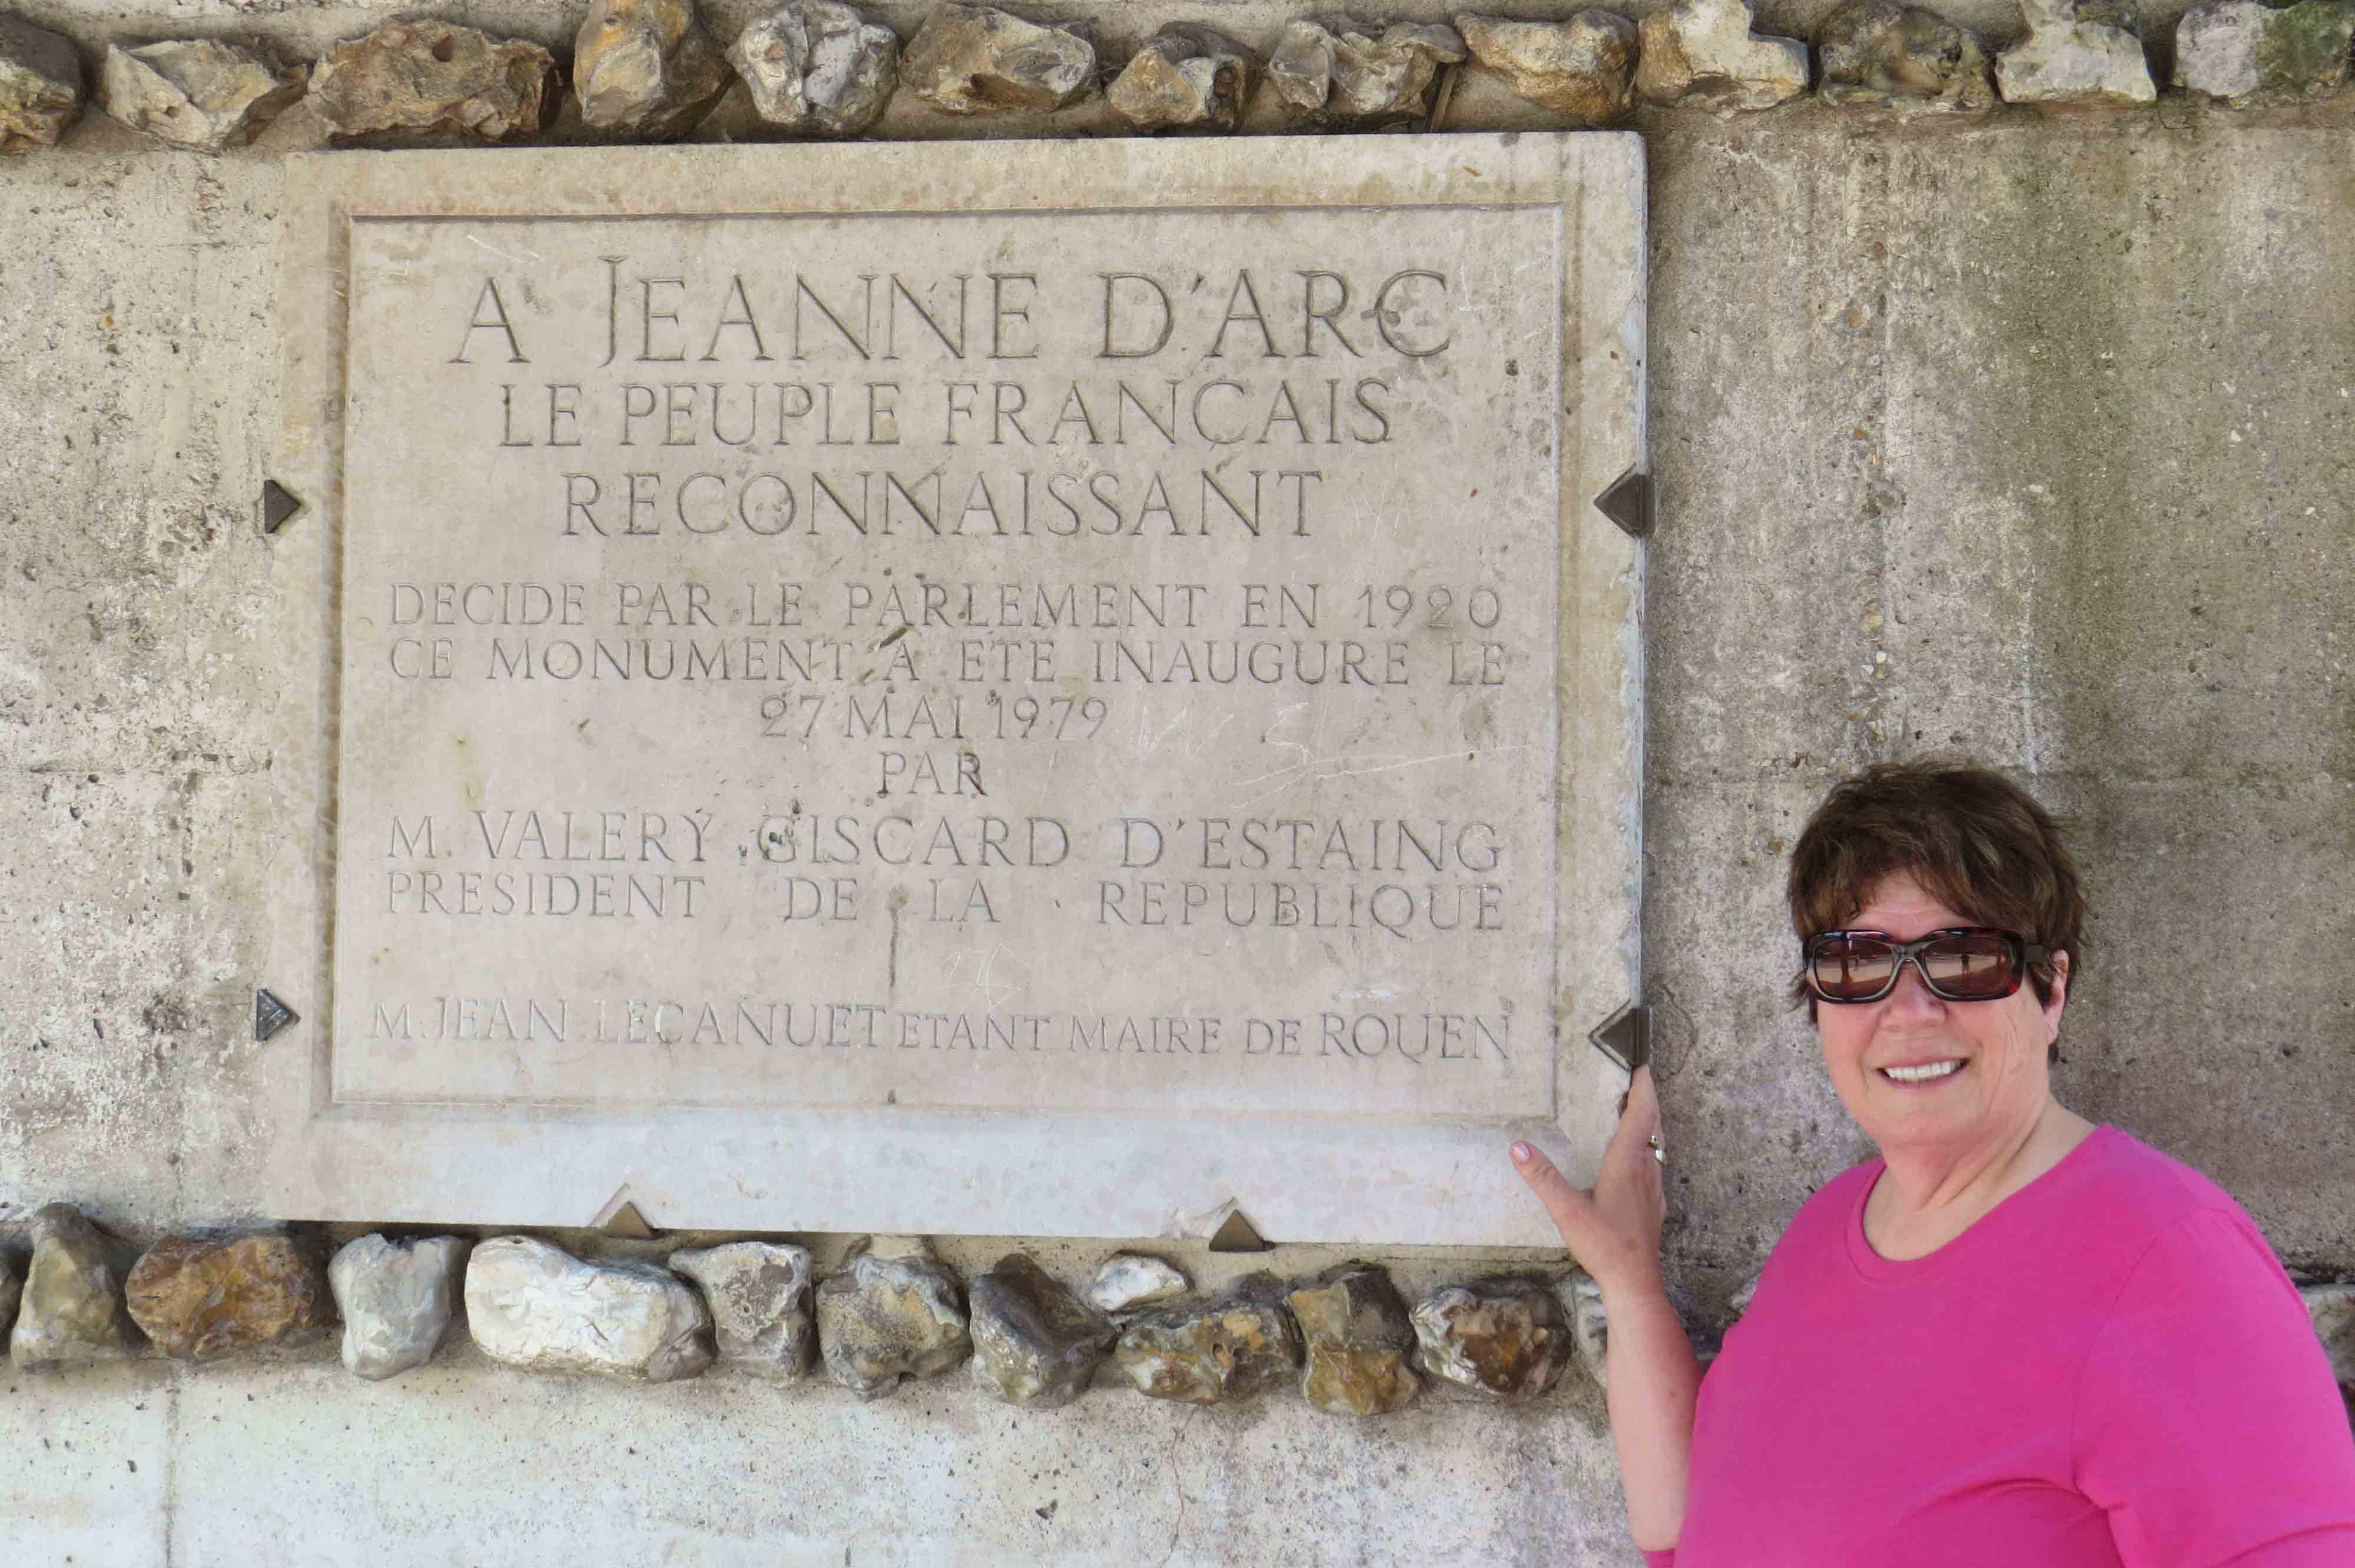 A JEANNE D'ARC
LE PEUPLE FRANÇAIS
RECONNAISSANT
DECIDE PAR LE PARLEMENT EN 1920
CE MONUMENT A ETE INAUGURE LE
27 MAI 1979
PAR
M. VALERY GISCARD D'ESTAING
PRESIDENT DE LA REPUBLIQUE
M. JEAN LECANUET ETANT MAIRE DE ROUEN